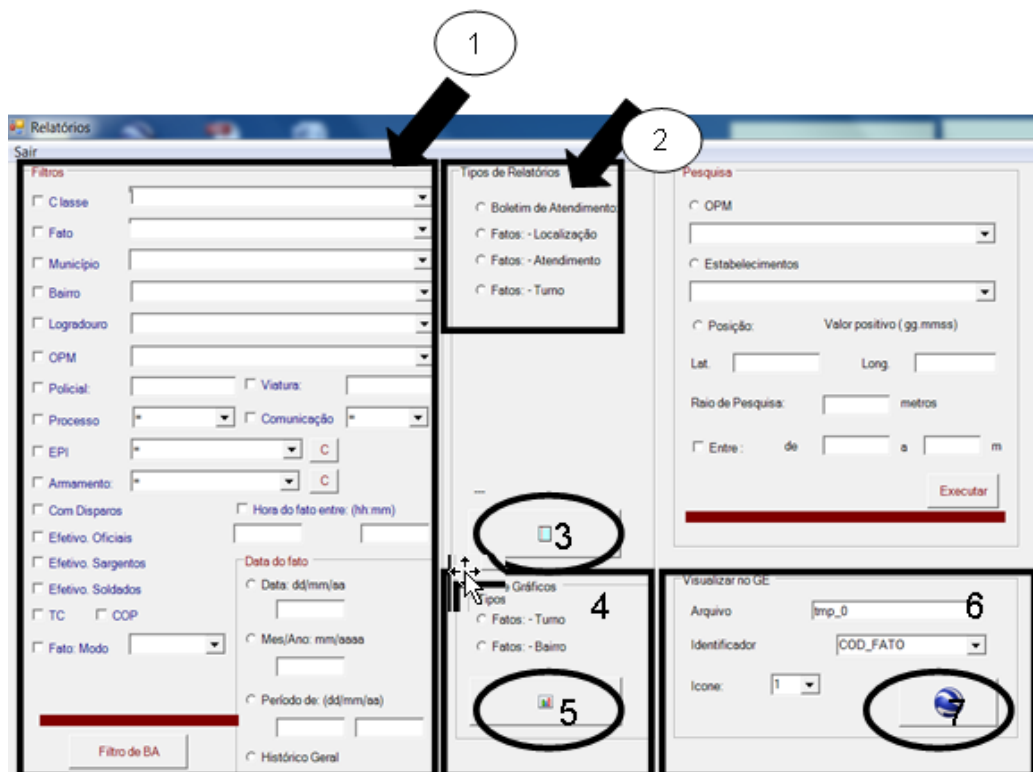 1
2
Relatórios
Sair
Filtros
Classe
Fato
Município
Bairro
Logradouro
OPM
Policial:
Viatura:
Processo
=
Comunicação
=
EPI
=
C
Armamento:
=
C
Com Disparos
Hora do fato entre: (hh:mm)
Efetivo. Oficiais
Efetivo. Sargentos
Efetivo. Soldados
TC
COP
Fato: Modo
Filtro de BA
Data do fato
Data: dd/mm/aa
Mes/Ano: mm/aaaa
Período de: (dd/mm/aa)
Histórico Geral
Tipos de Relatórios
Boletim de Atendimento:
Fatos: - Localização
Fatos: - Atendimento
Fatos: - Turno
3
e Gráficos
Tipos
4
Fatos: - Turno
Fatos: - Bairro
5
Pesquisa
OPM
Estabelecimentos
Posição:
Valor positivo ( gg.mmss)
Lat.
Long.
Raio de Pesquisa:
metros
Entre :
de
a
m
Executar
Visualizar no GE
Arquivo
tmp_0
6
Identificador
COD_FATO
Icone:
1
7